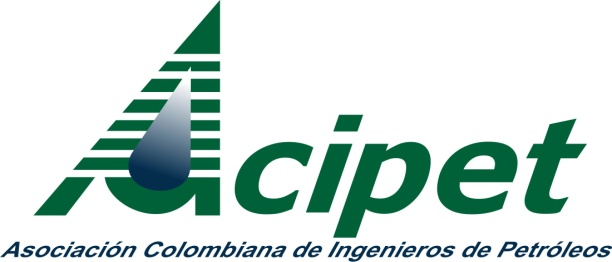 Acipet
Asociación Colombiana de Ingenieros de Petróleos